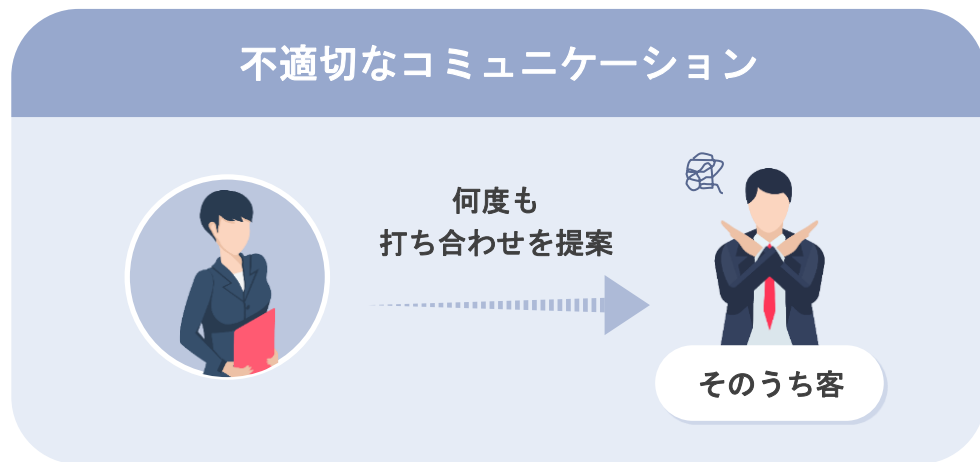 不適切なコミュニケーション
何度も
打ち合わせを提案
そのうち客